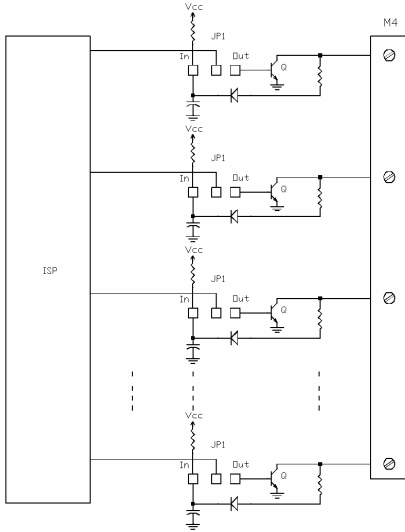 Vcc
M4
JP1
In Out
Q
Vcc
JP1
In Out
Q
Vcc
ISP
JP1
In Out
Q
Vcc
JP1
In Out
Q